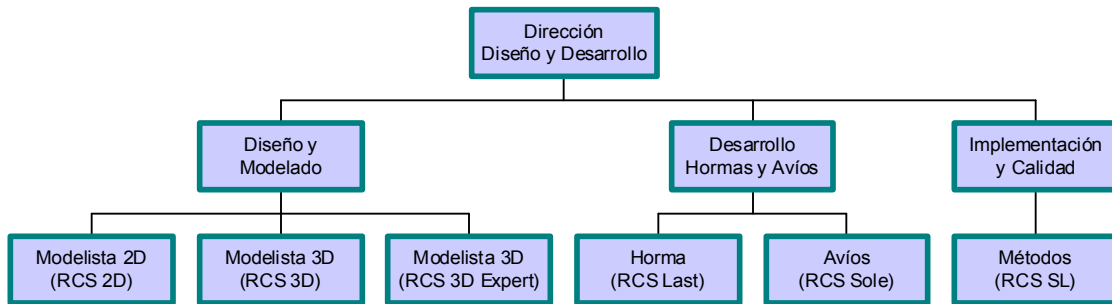 Dirección
Diseño y Desarrollo
Diseño y
Modelado
Desarrollo
Hormas y Avíos
Implementación
y Calidad
Modelista 2D
(RCS 2D)
Modelista 3D
(RCS 3D)
Modelista 3D
(RCS 3D Expert)
Horma
(RCS Last)
Avíos
(RCS Sole)
Métodos
(RCS SL)